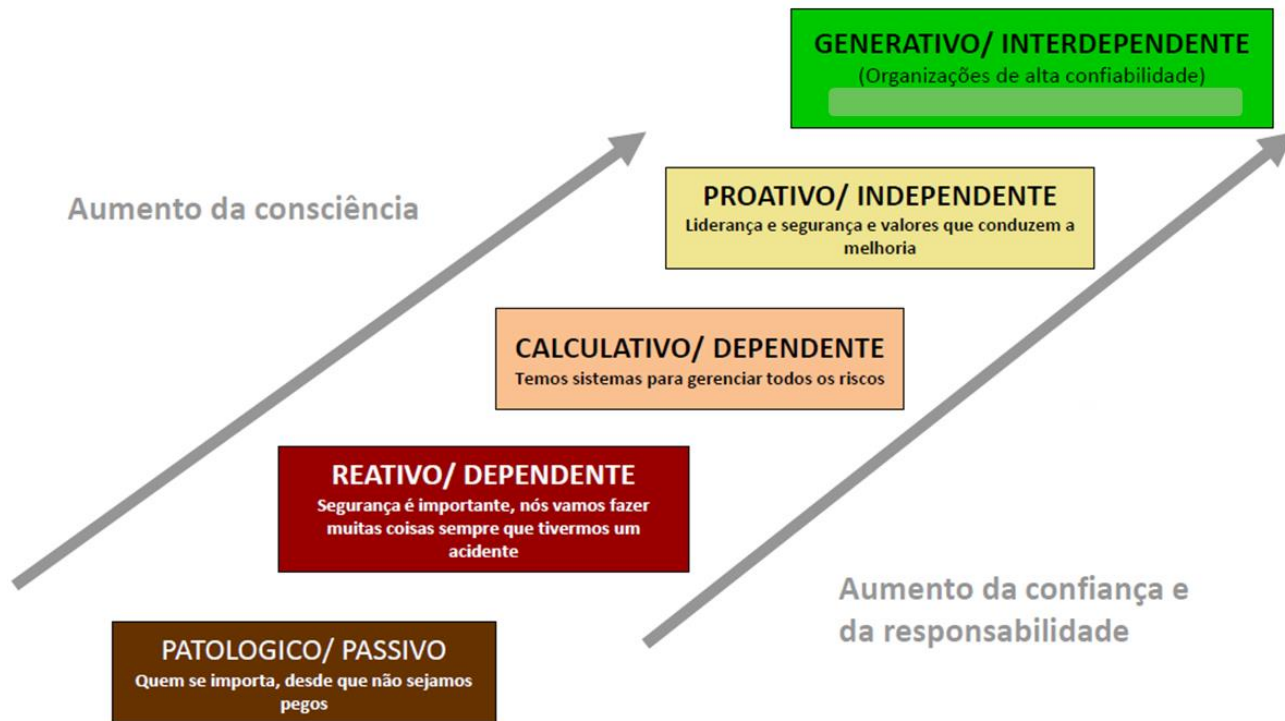 GENERATIVO/ INTERDEPENDENTE
(Organizações de alta confiabilidade)
Aumento da consciência
PROATIVO/ INDEPENDENTE
Liderança e segurança e valores que conduzem a
melhoria
CALCULATIVO/ DEPENDENTE
Temos sistemas para gerenciar todos os riscos
REATIVO/ DEPENDENTE
Segurança é importante, nós vamos fazer
muitas coisas sempre que tivermos um
acidente
Aumento da confiança e
da responsabilidade
PATOLOGICO/ PASSIVO
Quem se importa, desde que não sejamos
pegos